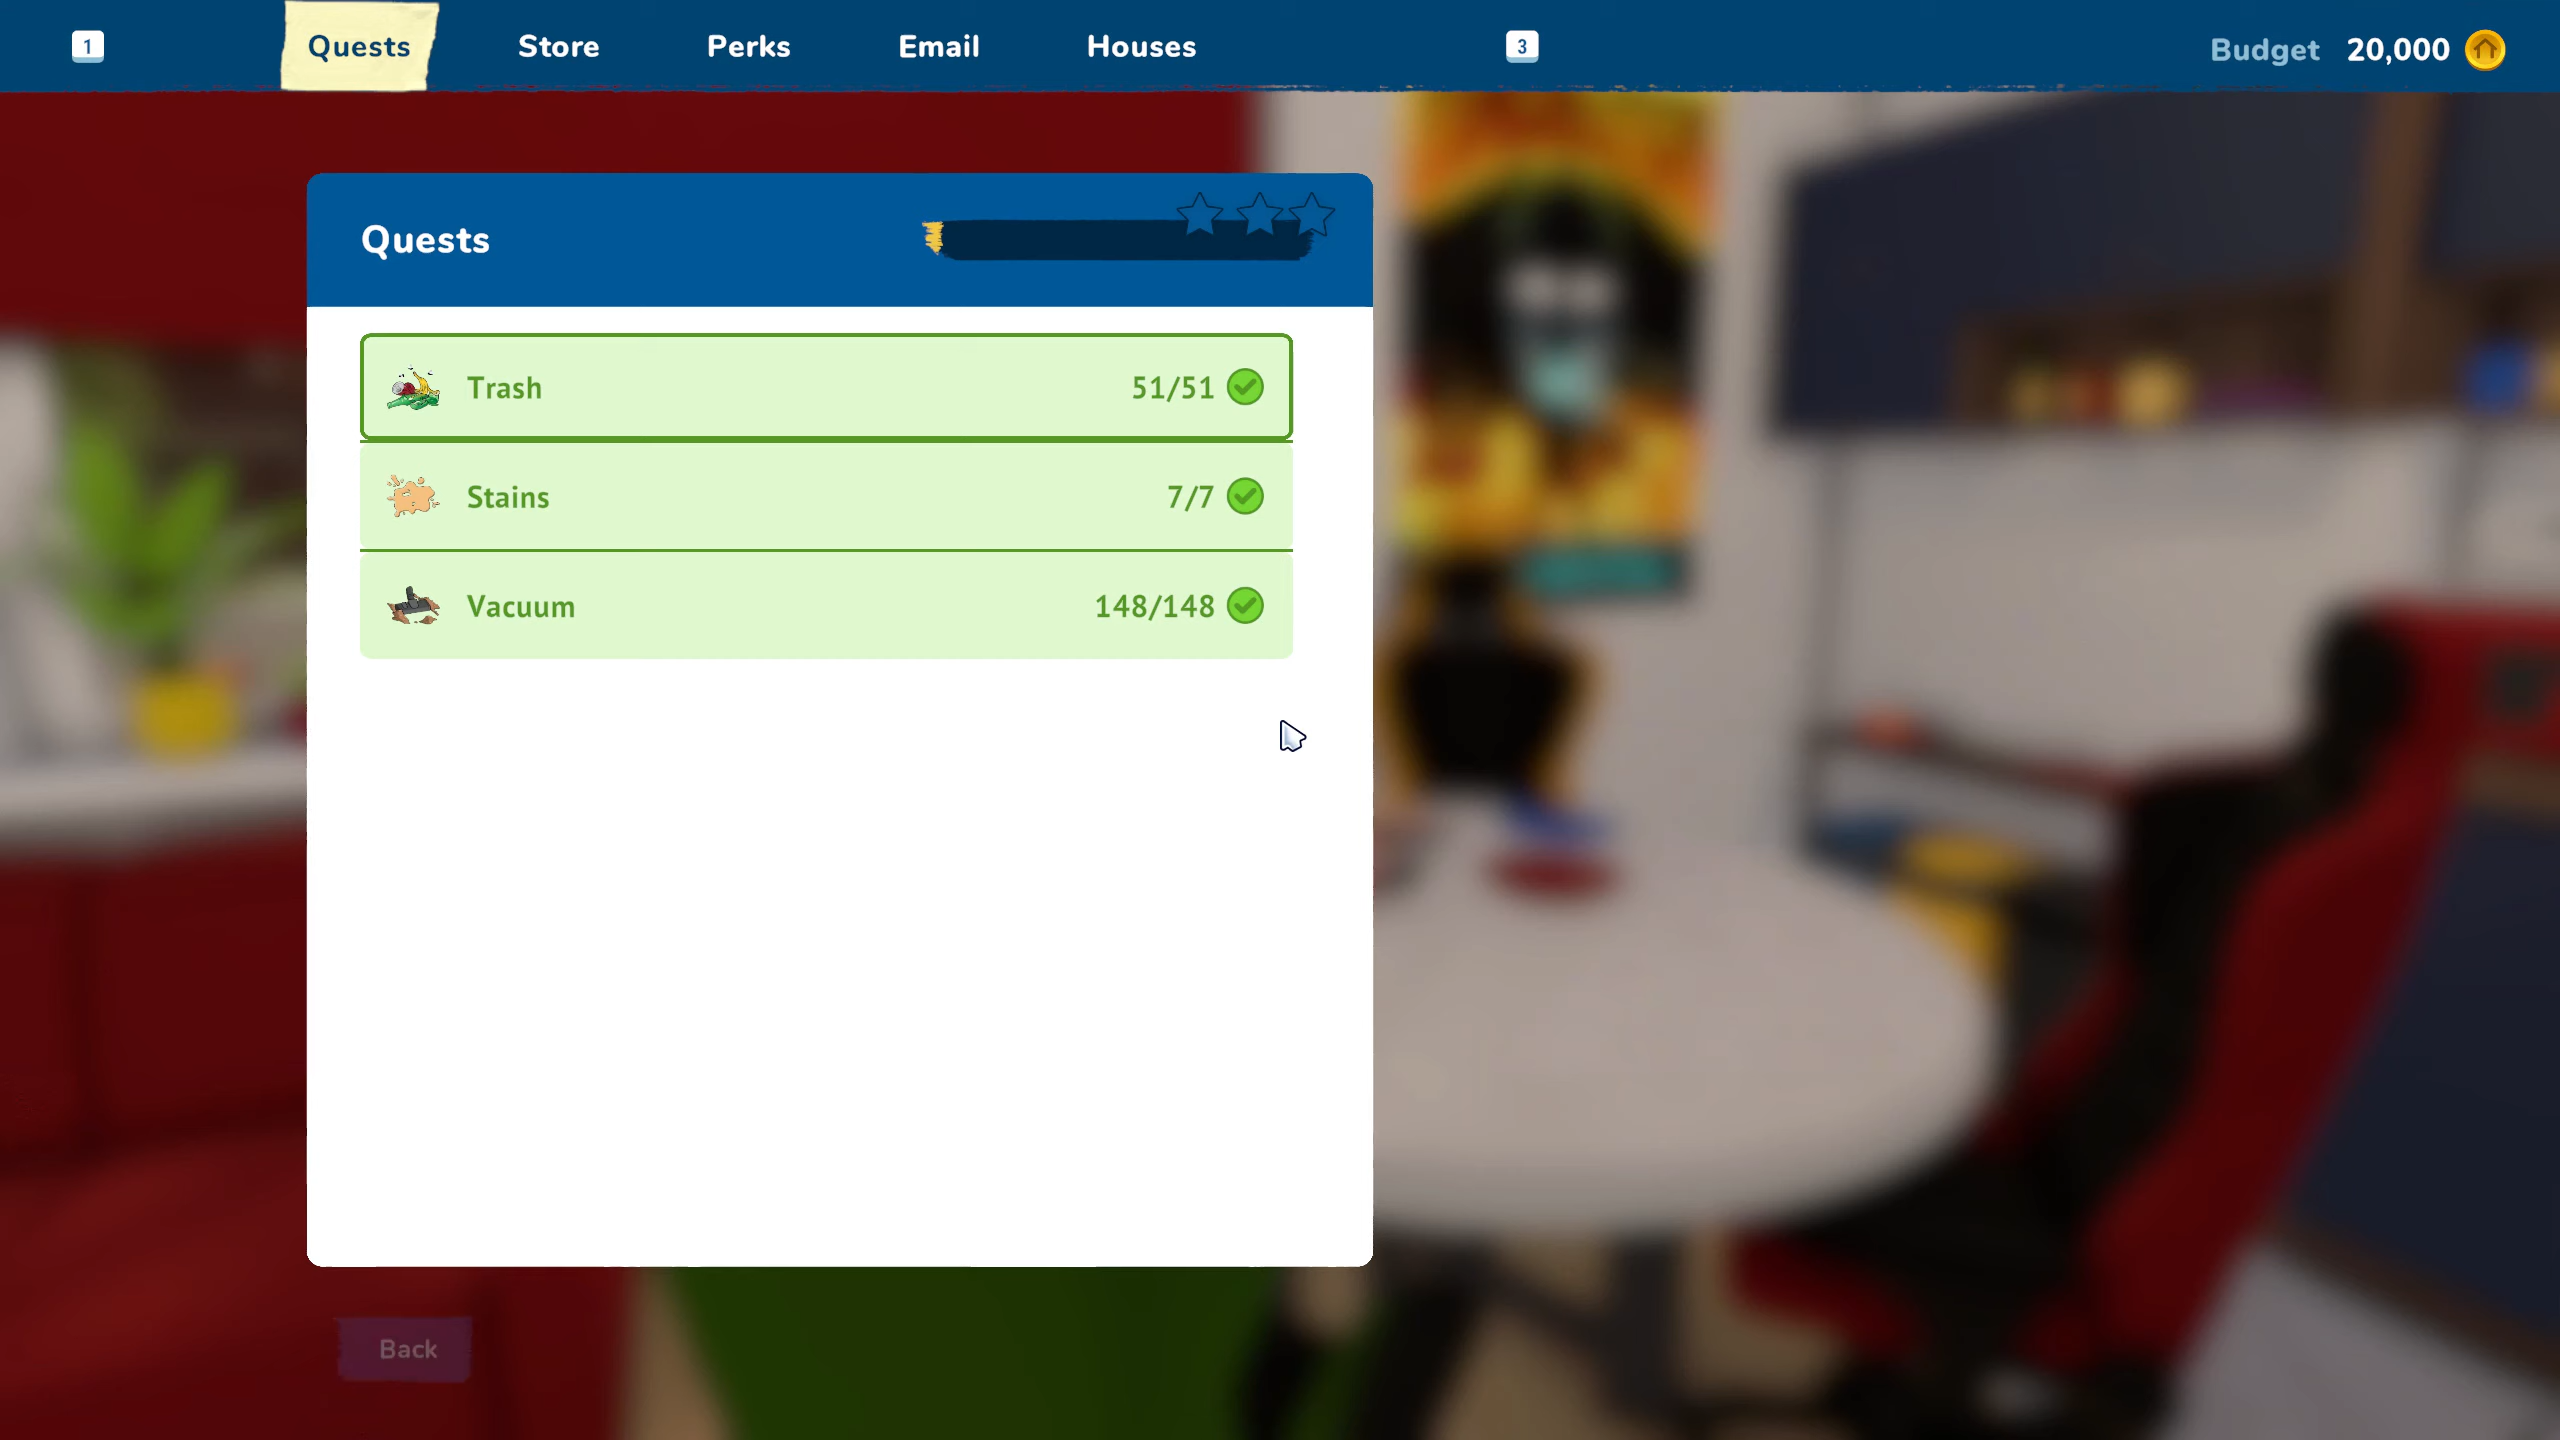 1
Quests
Store
Perks
Email
Houses
3
Budget 20,000
Quests
Trash 51/51
Stains 7/7
Vacuum 148/148
Back